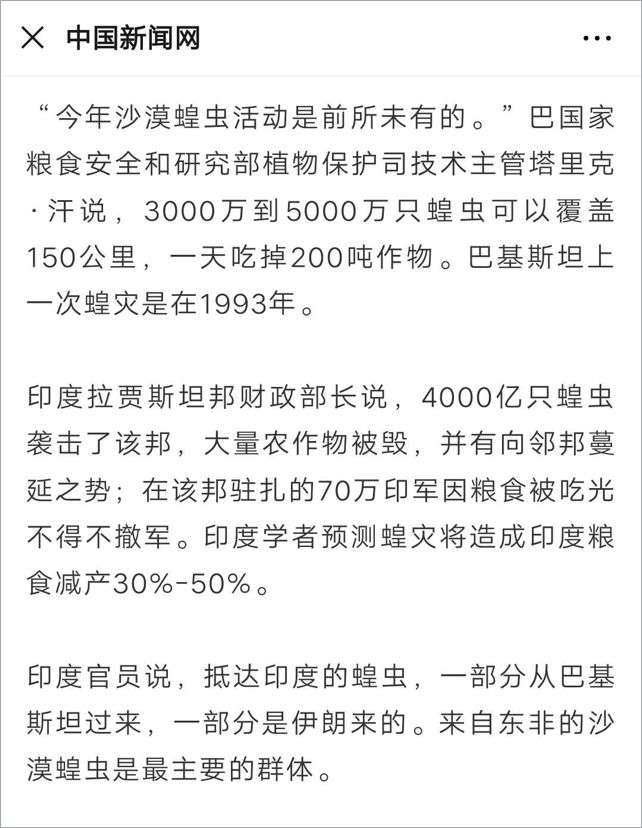 中国新闻网
“今年沙漠蝗虫活动是前所未有的。”巴国家
粮食安全和研究部植物保护司技术主管塔里克
·汗说，3000万到5000万只蝗虫可以覆盖
150公里，一天吃掉200吨作物。巴基斯坦上
一次蝗灾是在1993年。
印度拉贾斯坦邦财政部长说，4000亿只蝗虫
袭击了该邦，大量农作物被毁，并有向邻邦蔓
延之势；在该邦驻扎的70万印军因粮食被吃光
不得不撤军。印度学者预测蝗灾将造成印度粮
食减产30%-50%。
印度官员说，抵达印度的蝗虫，一部分从巴基
斯坦过来，一部分是伊朗来的。来自东非的沙
漠蝗虫是最主要的群体。